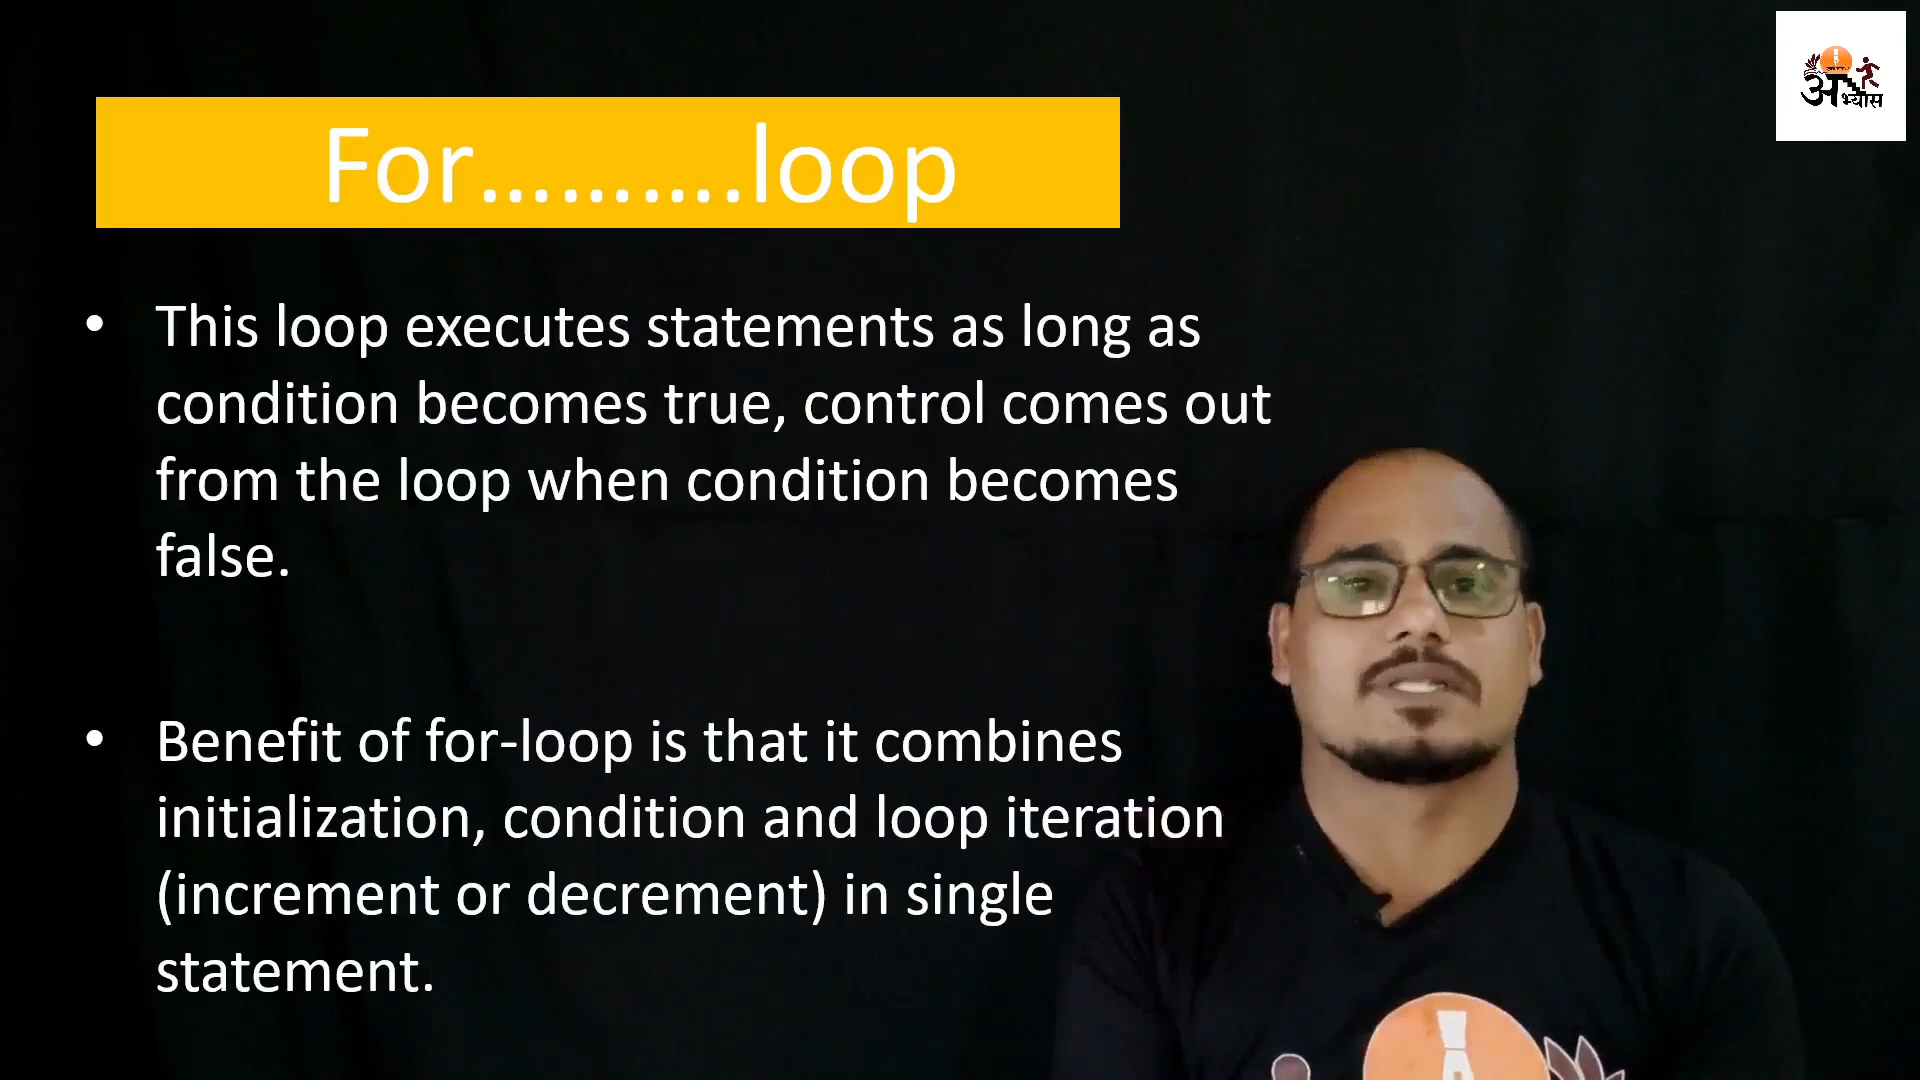 अभ्यास
For..........loop
• This loop executes statements as long as
condition becomes true, control comes out
from the loop when condition becomes
false.
• Benefit of for-loop is that it combines
initialization, condition and loop iteration
(increment or decrement) in single
statement.